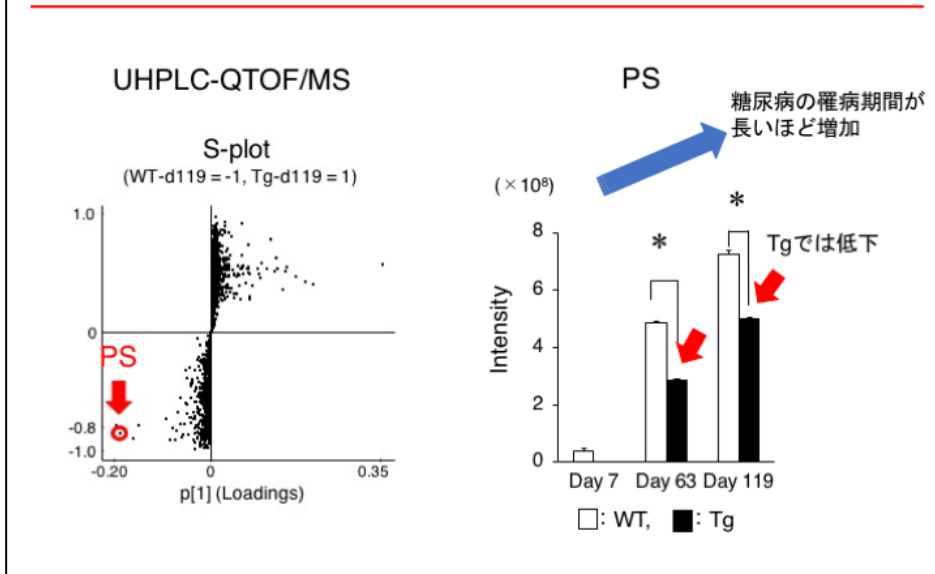 UHPLC-QTOF/MS
S-plot
(WT-d119 = -1, Tg-d119 = 1)
1.0
0
PS
-0.8
-1.0
-0.20
0
0.35
p[1] (Loadings)
PS
糖尿病の罹病期間が
長いほど増加
(×10⁸)
*
*
Tgでは低下
8
6
4
2
0
Intensity
Day 7 Day 63 Day 119
□: WT, ■: Tg